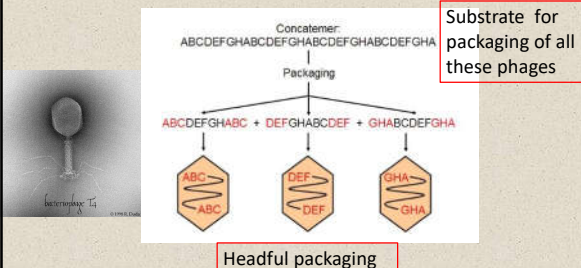 Substrate for
packaging of all
these phages
Concatemer:
ABCDEFGHABCDEFGHABCDEFGHABCDEFGHA
Packaging
ABCDEFGHABC + DEFGHABCDEF + GHABCDEFGHA
ABC
ABC
DEF
DEF
GHA
GHA
bacteriophage T4
Headful packaging